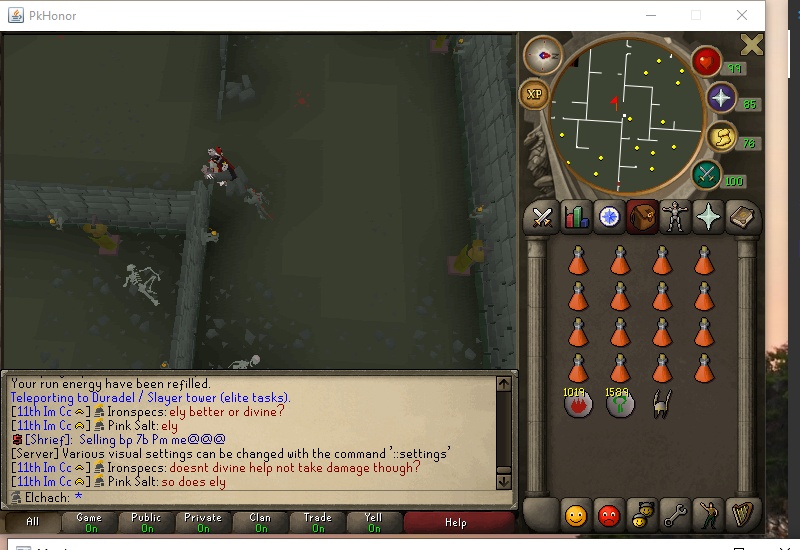 PkHonor
XP
99
85
76
100
Your run energy have been refilled.
Teleporting to Duradel / Slayer tower (elite tasks).
[11th Im Cc] Ironspecs: ely better or divine?
[11th Im Cc] Pink Salt: ely
[Shrief]: Selling bp 7b Pm me@@@
[Server] Various visual settings can be changed with the command '::settings'
[11th Im Cc] Ironspecs: doesnt divine help not take damage though?
[11th Im Cc] Pink Salt: so does ely
Elchach: *
1019 1589
All Game On Public On Private On Clan On Trade On Yell On Help